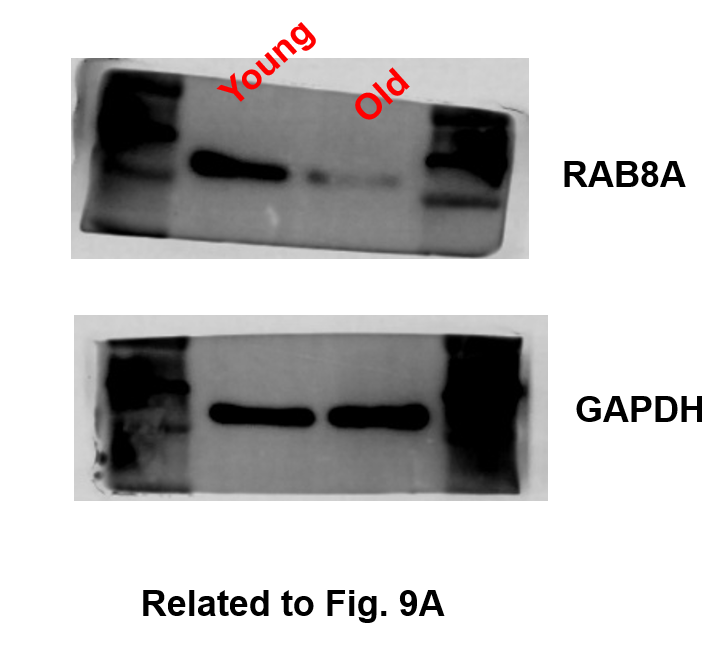 Young
Old
RAB8A
GAPDH
Related to Fig. 9A